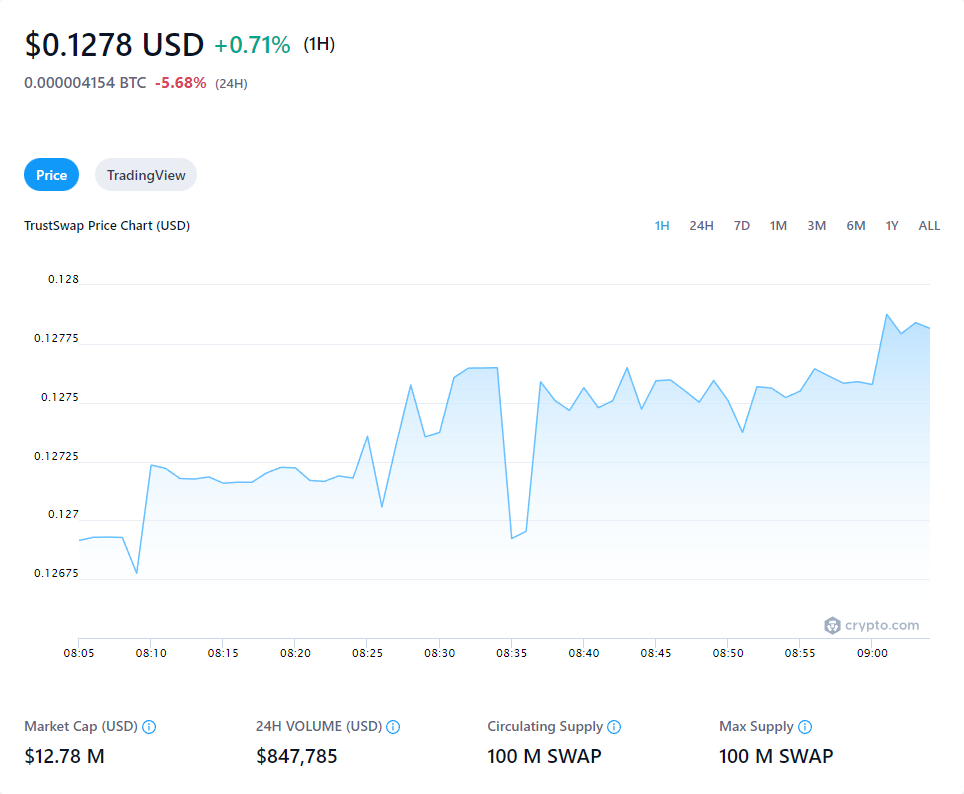 $0.1278 USD +0.71% (1H)
0.000004154 BTC -5.68% (24H)
Price TradingView
TrustSwap Price Chart (USD) 1H 24H 7D 1M 3M 6M 1Y ALL
0.128
0.12775
0.1275
0.12725
0.127
0.12675
crypto.com
08:05 08:10 08:15 08:20 08:25 08:30 08:35 08:40 08:45 08:50 08:55 09:00
Market Cap (USD) 24H VOLUME (USD) Circulating Supply Max Supply
$12.78 M $847,785 100 M SWAP 100 M SWAP